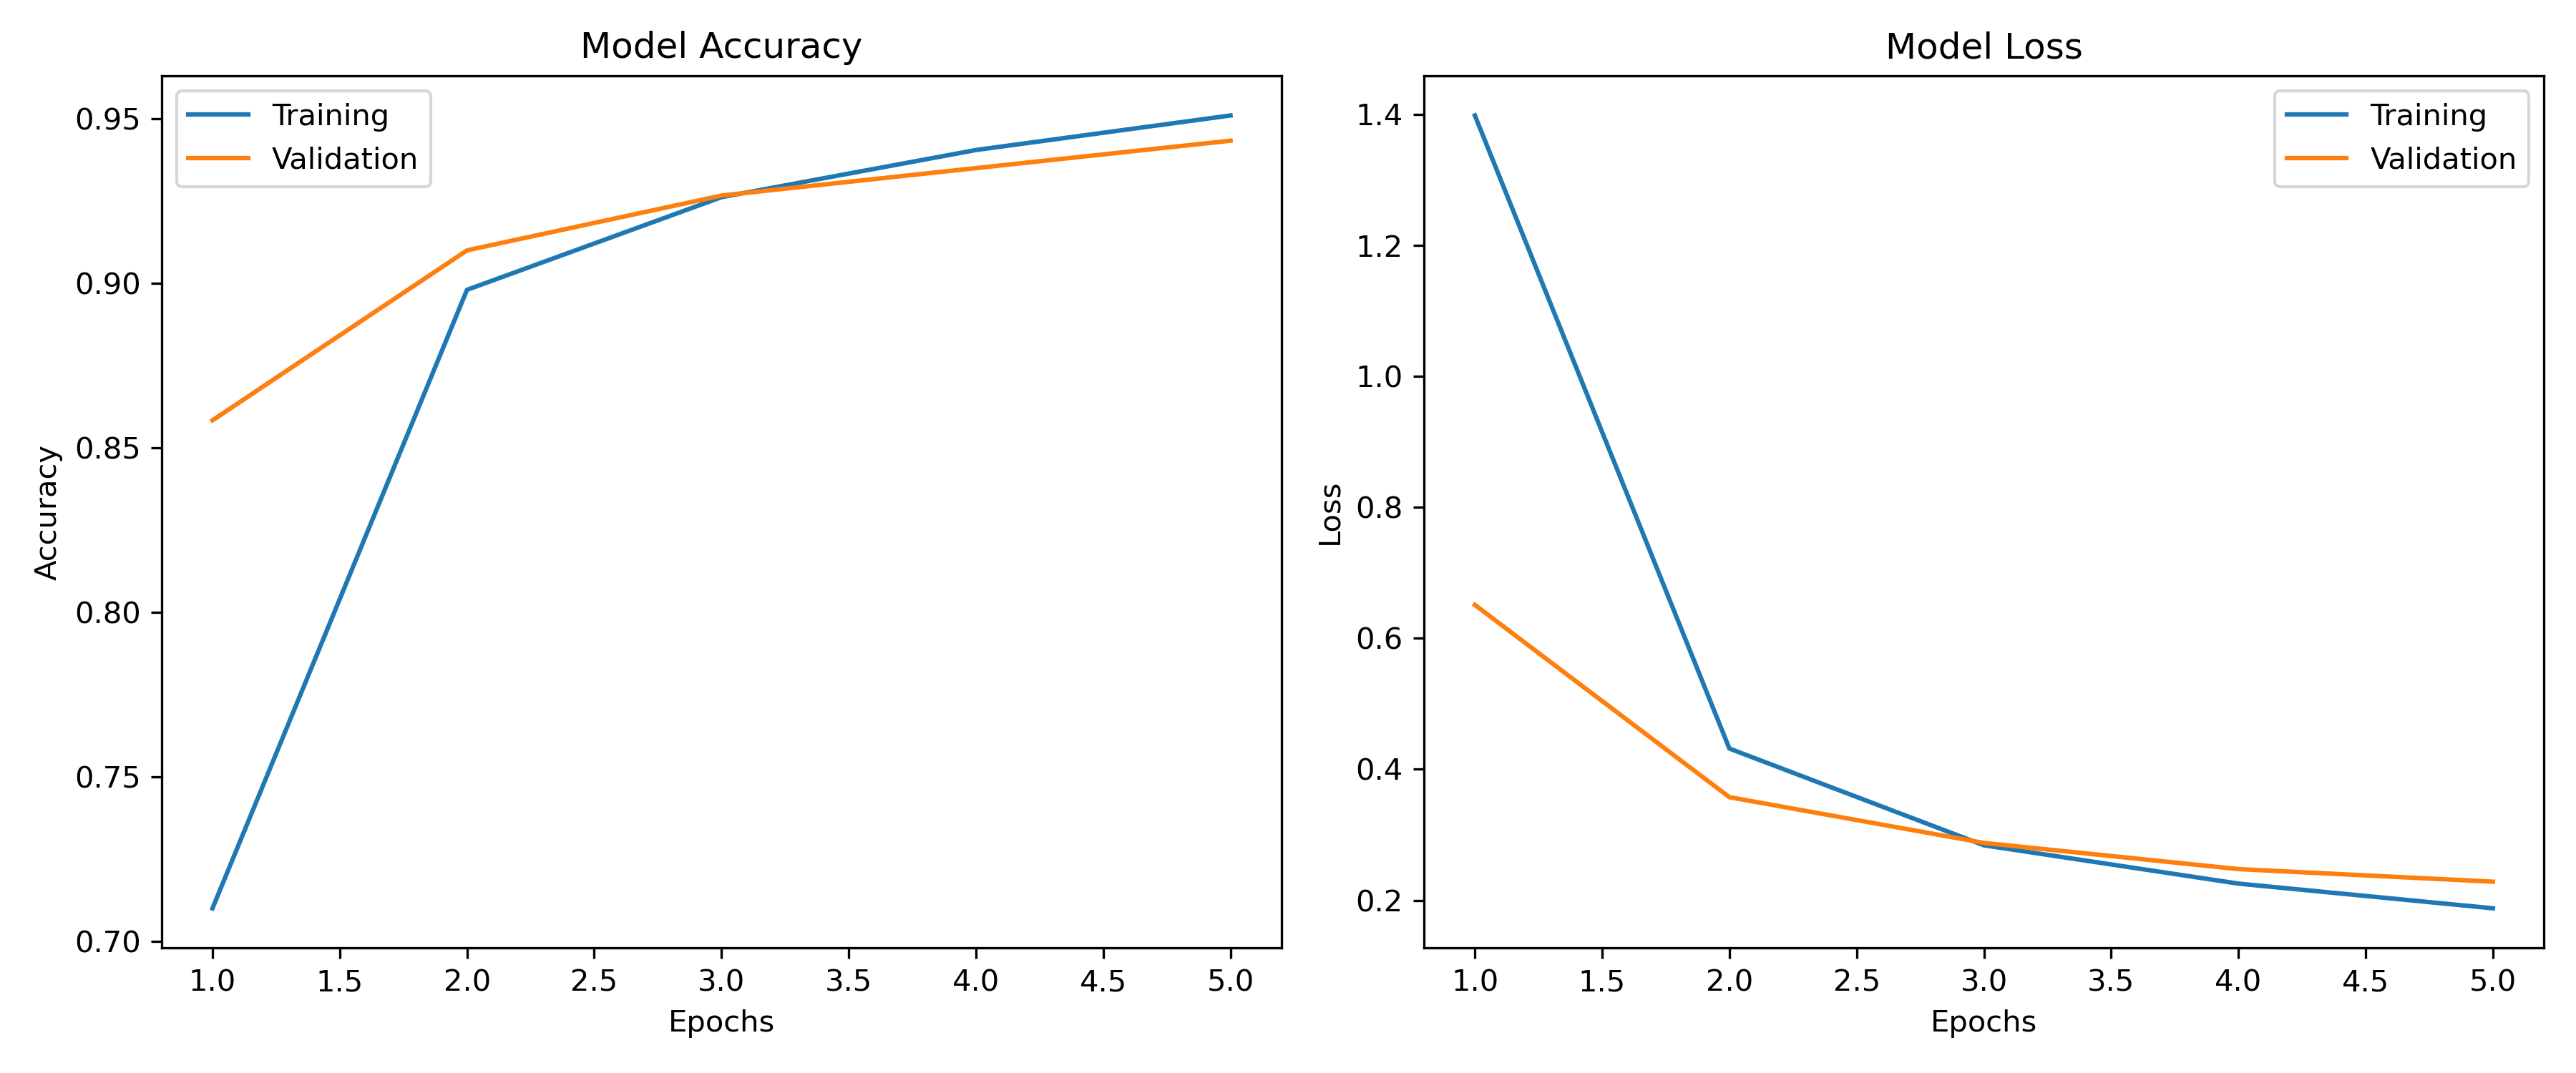 Model Accuracy
Training
Validation
0.95
0.90
0.85
0.80
0.75
0.70
Accuracy
1.0 1.5 2.0 2.5 3.0 3.5 4.0 4.5 5.0
Epochs
Model Loss
Training
Validation
1.4
1.2
1.0
0.8
0.6
0.4
0.2
Loss
1.0 1.5 2.0 2.5 3.0 3.5 4.0 4.5 5.0
Epochs